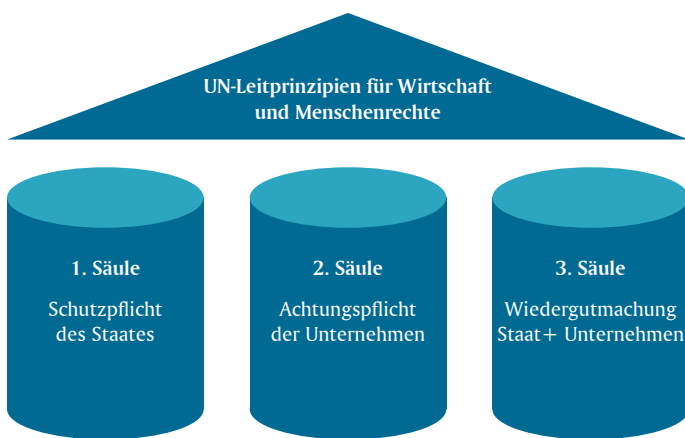 UN-Leitprinzipien für Wirtschaft
und Menschenrechte
1. Säule
Schutzpflicht
des Staates
2. Säule
Achtungspflicht
der Unternehmen
3. Säule
Wiedergutmachung
Staat+ Unternehmen